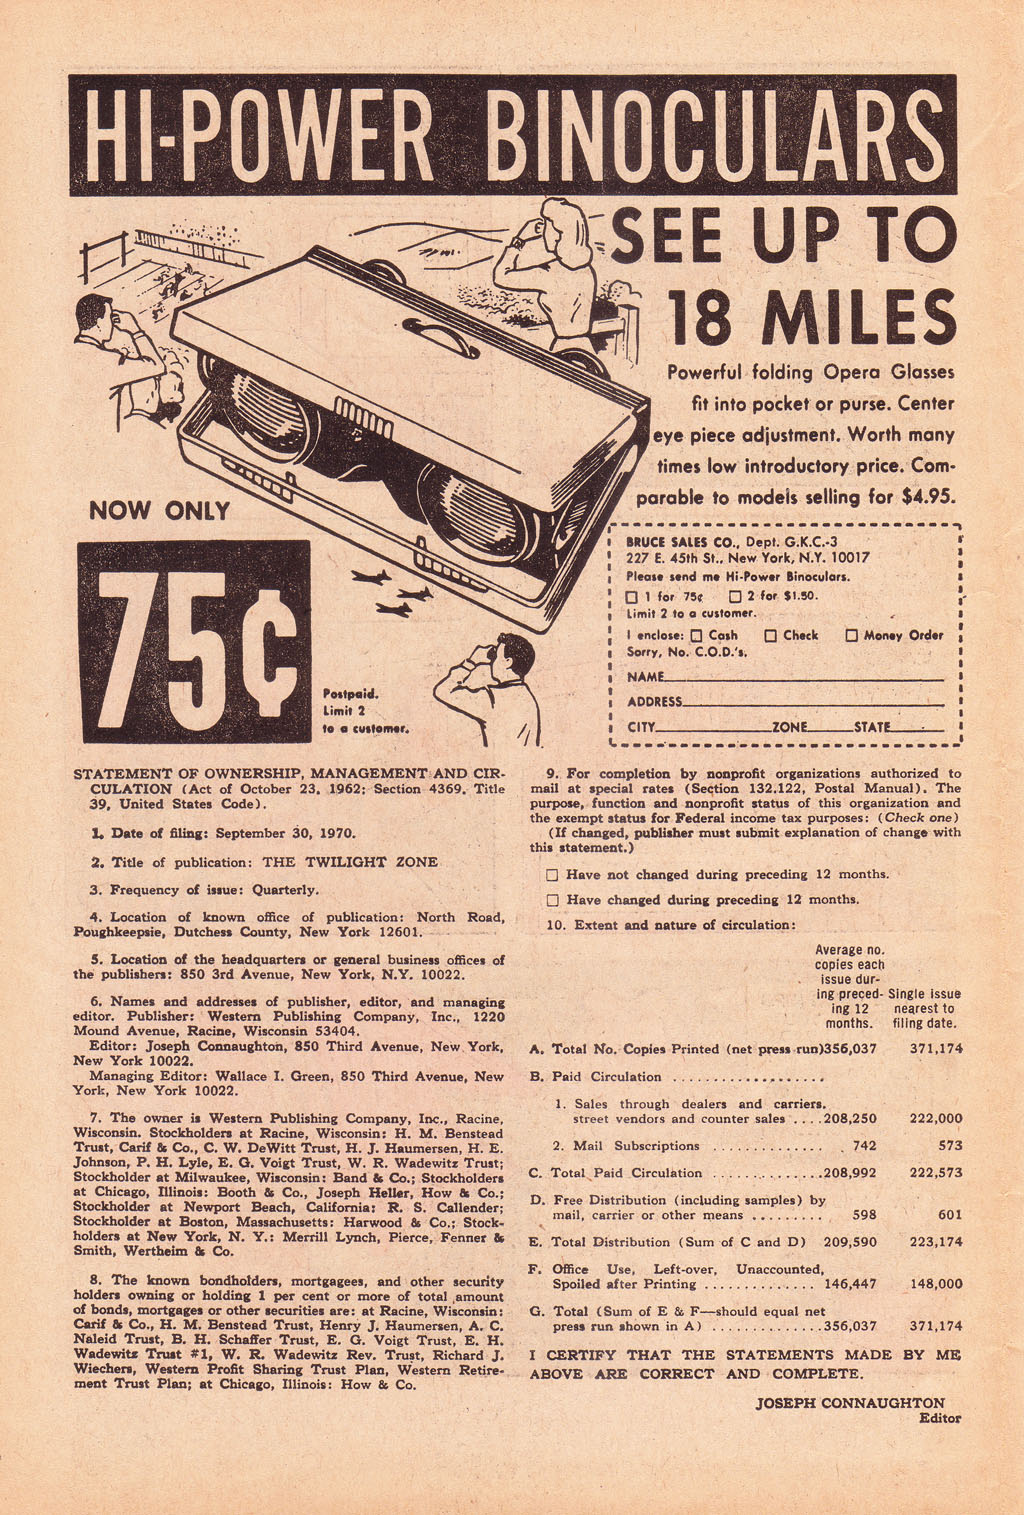 HI-POWER BINOCULARS
SEE UP TO
18 MILES
Powerful folding Opera Glasses
fit into pocket or purse. Center
eye piece adjustment. Worth many
times low introductory price. Com-
parable to models selling for $4.95.
NOW ONLY
75¢
Postpaid.
Limit 2
to a customer.
BRUCE SALES CO., Dept. G.K.C.-3
227 E. 45th St., New York, N.Y. 10017
Please send me Hi-Power Binoculars.
☐ 1 for 75¢ ☐ 2 for $1.50.
Limit 2 to a customer.
I enclose: ☐ Cash ☐ Check ☐ Money Order
Sorry, No. C.O.D.'s.
NAME
ADDRESS
CITY ZONE STATE
STATEMENT OF OWNERSHIP, MANAGEMENT AND CIR-
CULATION (Act of October 23, 1962; Section 4369, Title
39, United States Code).
1. Date of filing: September 30, 1970.
2. Title of publication: THE TWILIGHT ZONE
3. Frequency of issue: Quarterly.
4. Location of known office of publication: North Road,
Poughkeepsie, Dutchess County, New York 12601.
5. Location of the headquarters or general business offices of
the publishers: 850 3rd Avenue, New York, N.Y. 10022.
6. Names and addresses of publisher, editor, and managing
editor. Publisher: Western Publishing Company, Inc., 1220
Mound Avenue, Racine, Wisconsin 53404.
Editor: Joseph Connaughton, 850 Third Avenue, New York,
New York 10022.
Managing Editor: Wallace I. Green, 850 Third Avenue, New
York, New York 10022.
7. The owner is Western Publishing Company, Inc., Racine,
Wisconsin. Stockholders at Racine, Wisconsin: H. M. Benstead
Trust, Carif & Co., C. W. DeWitt Trust, H. J. Haumersen, H. E.
Johnson, P. H. Lyle, E. G. Voigt Trust, W. R. Wadewitz Trust;
Stockholder at Milwaukee, Wisconsin: Band & Co.; Stockholders
at Chicago, Illinois: Booth & Co., Joseph Heller, How & Co.;
Stockholder at Newport Beach, California: R. S. Callender;
Stockholder at Boston, Massachusetts: Harwood & Co.; Stock-
holders at New York, N. Y.: Merrill Lynch, Pierce, Fenner &
Smith, Wertheim & Co.
8. The known bondholders, mortgagees, and other security
holders owning or holding 1 per cent or more of total amount
of bonds, mortgages or other securities are: at Racine, Wisconsin:
Carif & Co., H. M. Benstead Trust, Henry J. Haumersen, A. C.
Naleid Trust, B. H. Schaffer Trust, E. G. Voigt Trust, E. H.
Wadewitz Trust #1, W. R. Wadewitz Rev. Trust, Richard J.
Wiechers, Western Profit Sharing Trust Plan, Western Retire-
ment Trust Plan; at Chicago, Illinois: How & Co.
9. For completion by nonprofit organizations authorized to
mail at special rates (Section 132.122, Postal Manual). The
purpose, function and nonprofit status of this organization and
the exempt status for Federal income tax purposes: (Check one)
(If changed, publisher must submit explanation of change with
this statement.)
☐ Have not changed during preceding 12 months.
☐ Have changed during preceding 12 months.
10. Extent and nature of circulation:
Average no.
copies each
issue dur-
ing preced- Single issue
ing 12 nearest to
months. filing date.
A. Total No. Copies Printed (net press run)356,037 371,174
B. Paid Circulation ...................
1. Sales through dealers and carriers,
street vendors and counter sales ....208,250 222,000
2. Mail Subscriptions .............. 742 573
C. Total Paid Circulation ..............208,992 222,573
D. Free Distribution (including samples) by
mail, carrier or other means ......... 598 601
E. Total Distribution (Sum of C and D) 209,590 223,174
F. Office Use, Left-over, Unaccounted,
Spoiled after Printing .............. 146,447 148,000
G. Total (Sum of E & F—should equal net
press run shown in A) ..............356,037 371,174
I CERTIFY THAT THE STATEMENTS MADE BY ME
ABOVE ARE CORRECT AND COMPLETE.
JOSEPH CONNAUGHTON
Editor